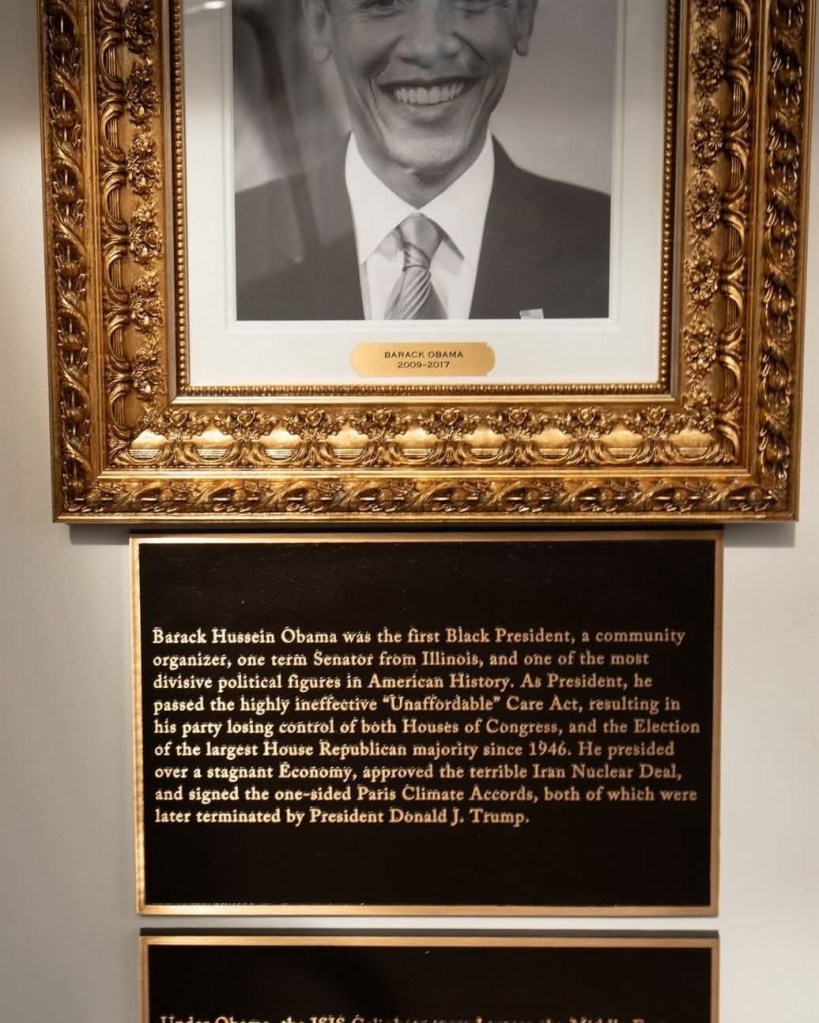 BARACK OBAMA
2009-2017
Barack Hussein Obama was the first Black President, a community
organizer, one term Senator from Illinois, and one of the most
divisive political figures in American History. As President, he
passed the highly ineffective “Unaffordable” Care Act, resulting in
his party losing control of both Houses of Congress, and the Election
of the largest House Republican majority since 1946. He presided
over a stagnant Economy, approved the terrible Iran Nuclear Deal,
and signed the one-sided Paris Climate Accords, both of which were
later terminated by President Donald J. Trump.
Under Obama, the ISIS